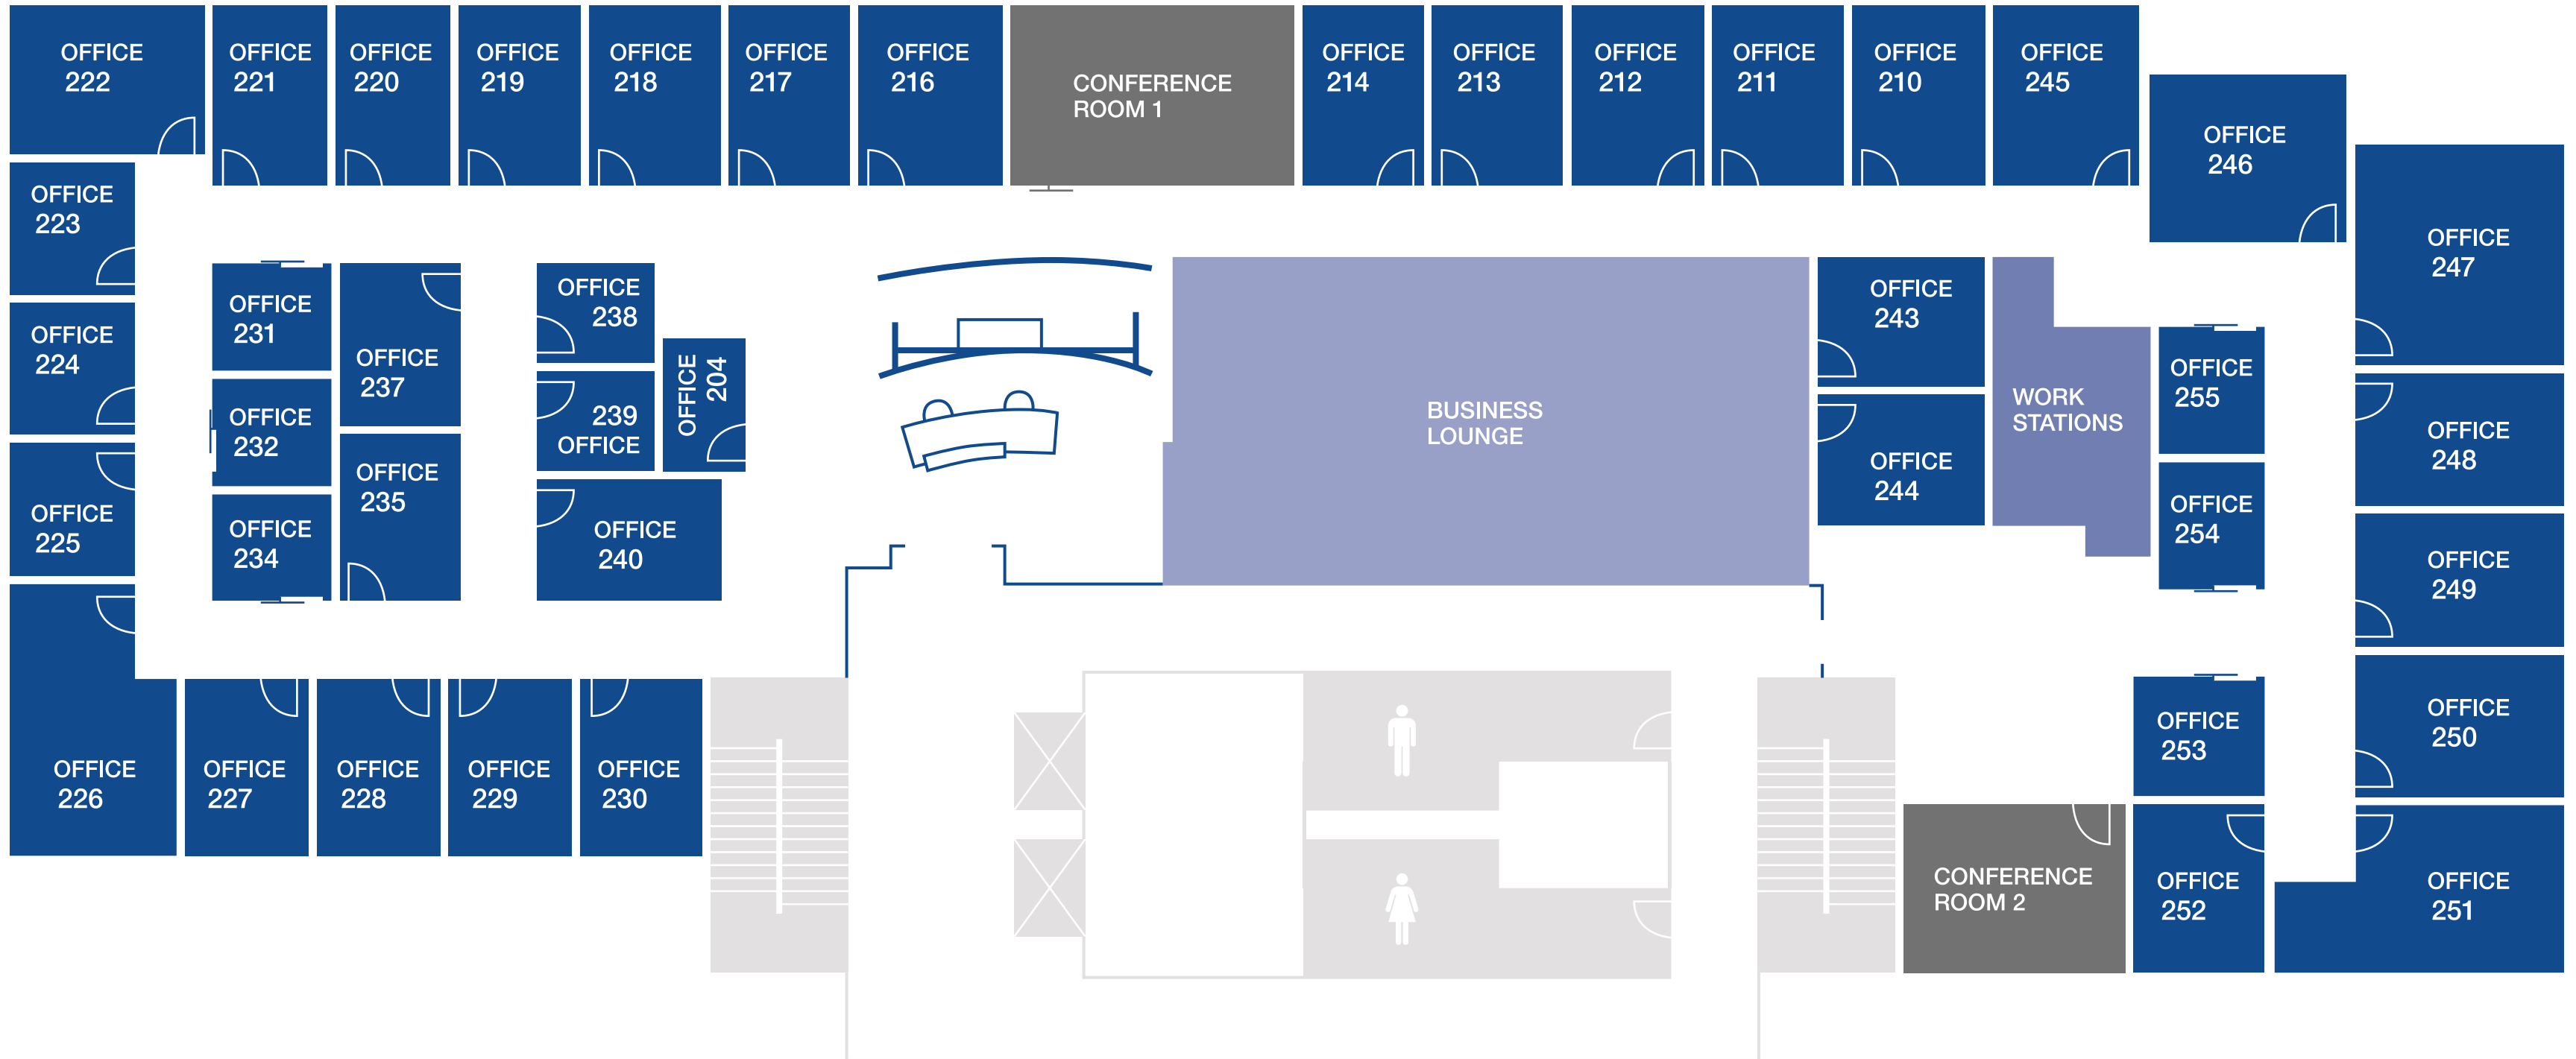 OFFICE
222
OFFICE
221
OFFICE
220
OFFICE
219
OFFICE
218
OFFICE
217
OFFICE
216
CONFERENCE
ROOM 1
OFFICE
214
OFFICE
213
OFFICE
212
OFFICE
211
OFFICE
210
OFFICE
245
OFFICE
246
OFFICE
247
OFFICE
223
OFFICE
224
OFFICE
225
OFFICE
231
OFFICE
232
OFFICE
234
OFFICE
237
OFFICE
235
OFFICE
238
239
OFFICE
OFFICE
204
OFFICE
240
BUSINESS
LOUNGE
OFFICE
243
OFFICE
244
WORK
STATIONS
OFFICE
255
OFFICE
254
OFFICE
248
OFFICE
249
OFFICE
250
OFFICE
226
OFFICE
227
OFFICE
228
OFFICE
229
OFFICE
230
OFFICE
253
CONFERENCE
ROOM 2
OFFICE
252
OFFICE
251